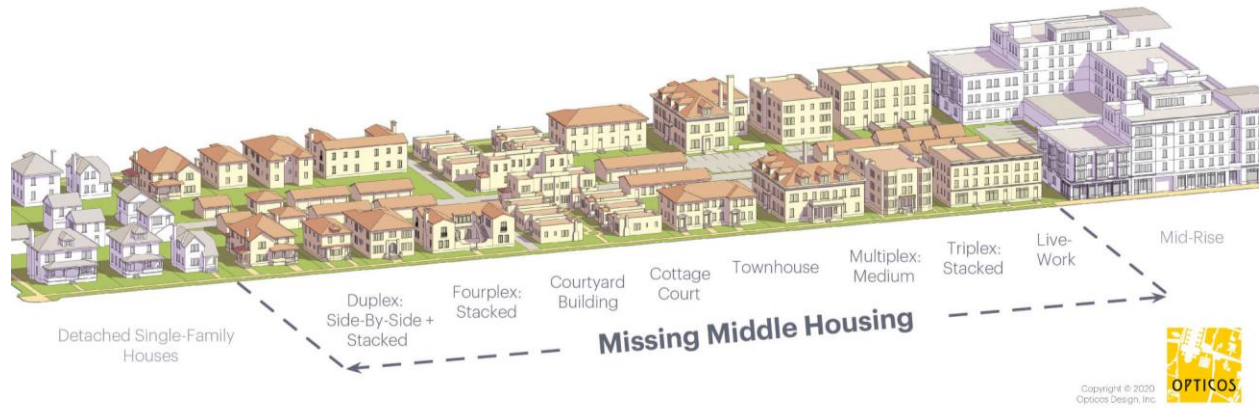 Detached Single-Family
Houses
Duplex:
Side-By-Side +
Stacked
Fourplex:
Stacked
Courtyard
Building
Cottage
Court
Townhouse
Multiplex:
Medium
Triplex:
Stacked
Live-
Work
Mid-Rise
Missing Middle Housing
Copyright © 2020
Opticos Design, Inc.
OPTICOS